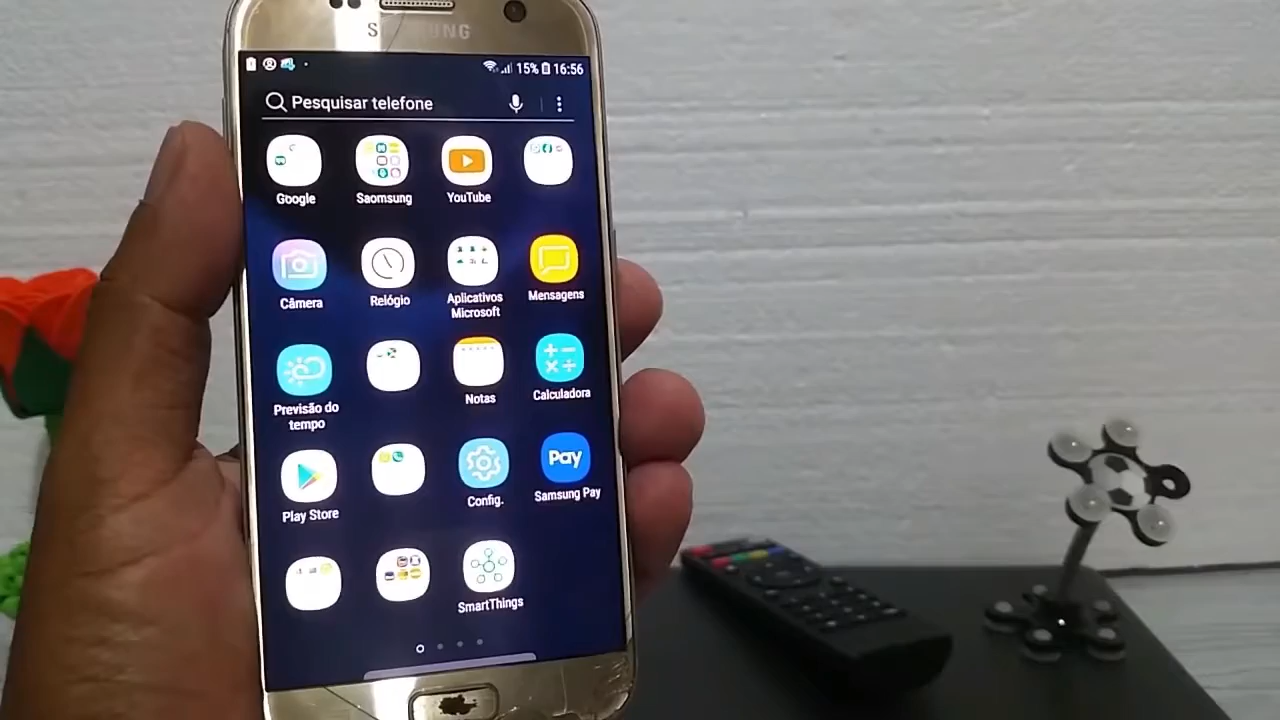 SAMSUNG
15% 16:56
Pesquisar telefone
Google
Saomsung
YouTube
Câmera
Relógio
Aplicativos
Microsoft
Mensagens
Previsão do
tempo
Notas
Calculadora
Play Store
Config.
Pay
Samsung Pay
SmartThings